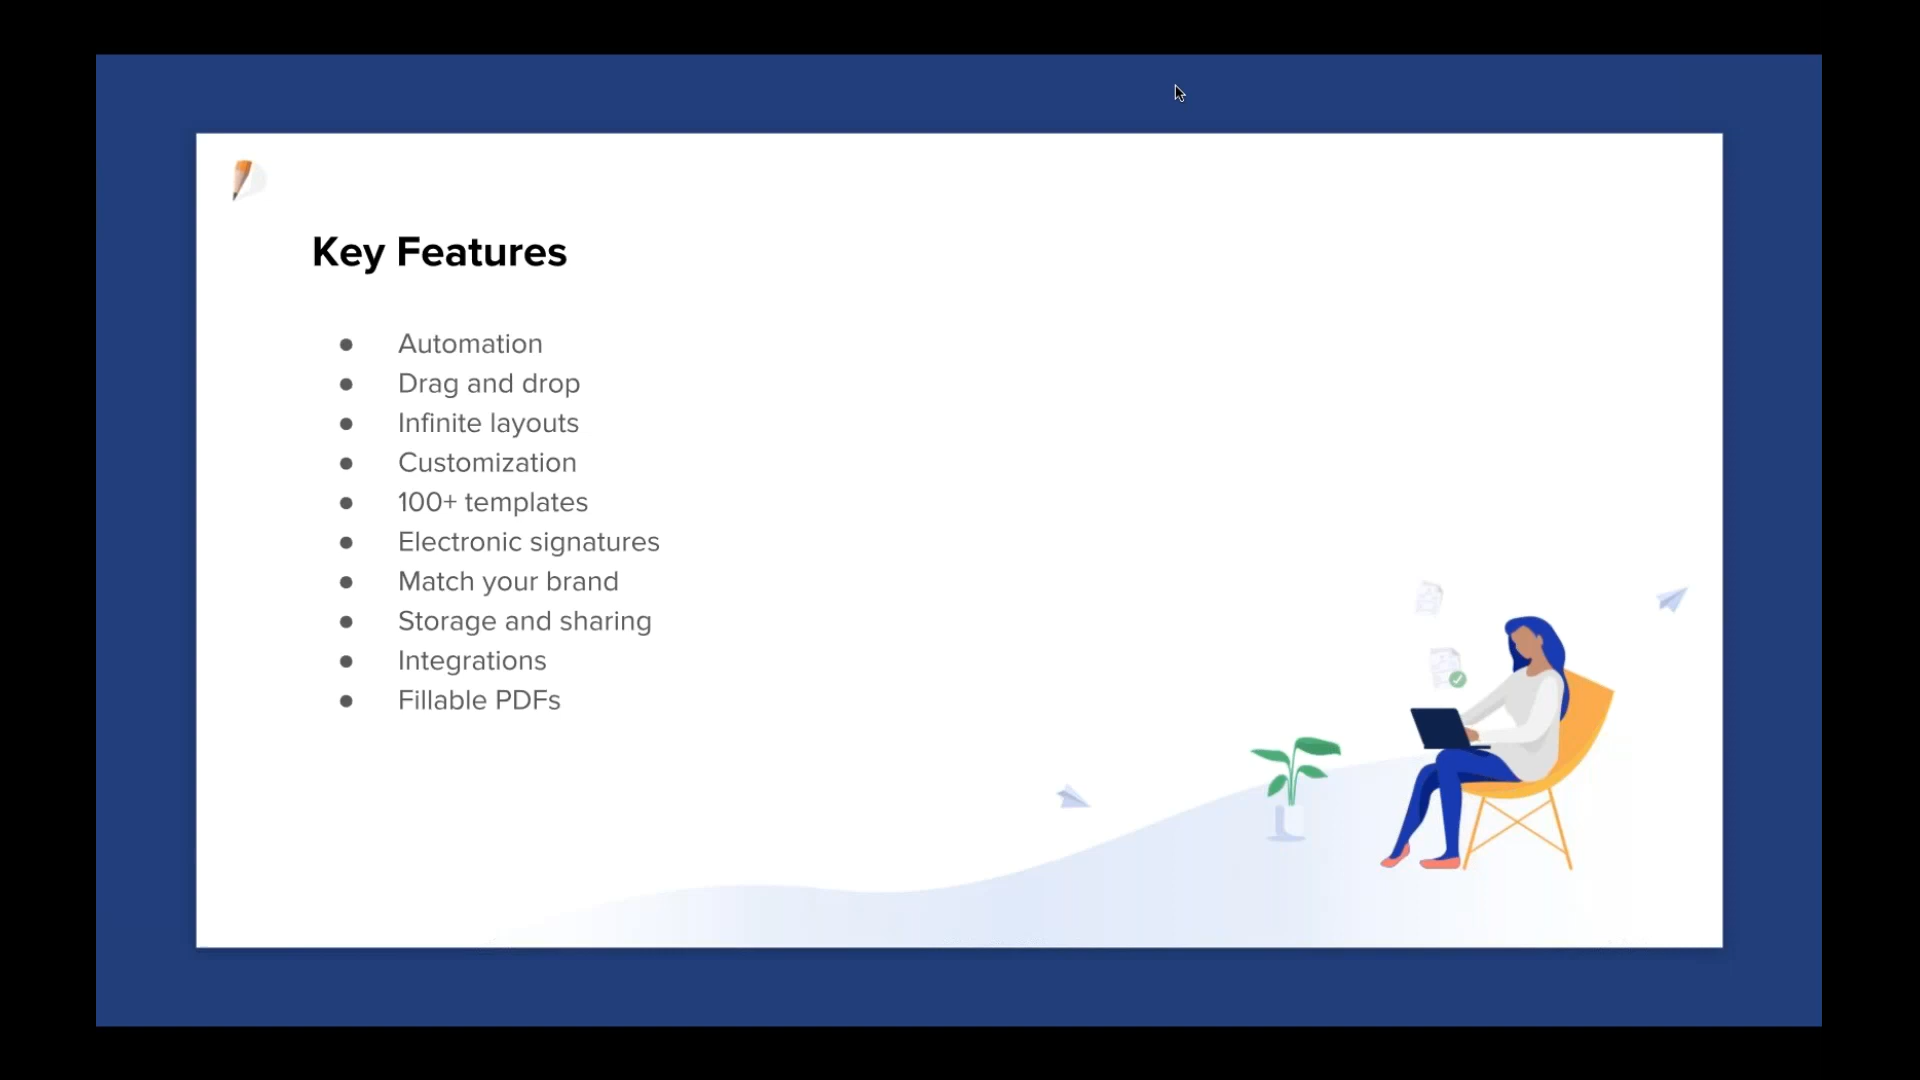 Key Features
● Automation
● Drag and drop
● Infinite layouts
● Customization
● 100+ templates
● Electronic signatures
● Match your brand
● Storage and sharing
● Integrations
● Fillable PDFs